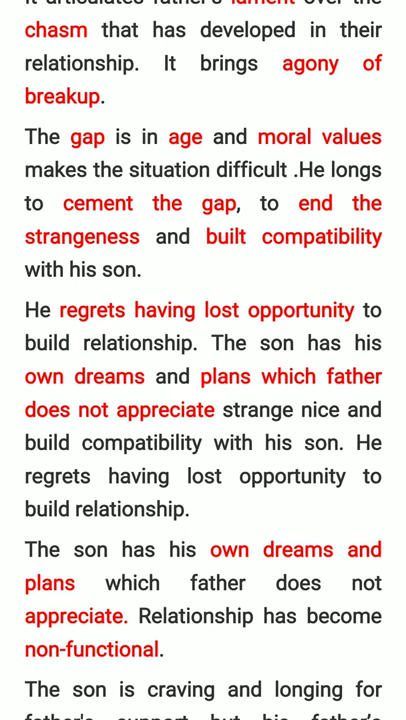 chasm that has developed in their
relationship. It brings agony of
breakup.
The gap is in age and moral values
makes the situation difficult .He longs
to cement the gap, to end the
strangeness and built compatibility
with his son.
He regrets having lost opportunity to
build relationship. The son has his
own dreams and plans which father
does not appreciate strange nice and
build compatibility with his son. He
regrets having lost opportunity to
build relationship.
The son has his own dreams and
plans which father does not
appreciate. Relationship has become
non-functional.
The son is craving and longing for
father's support but his father's